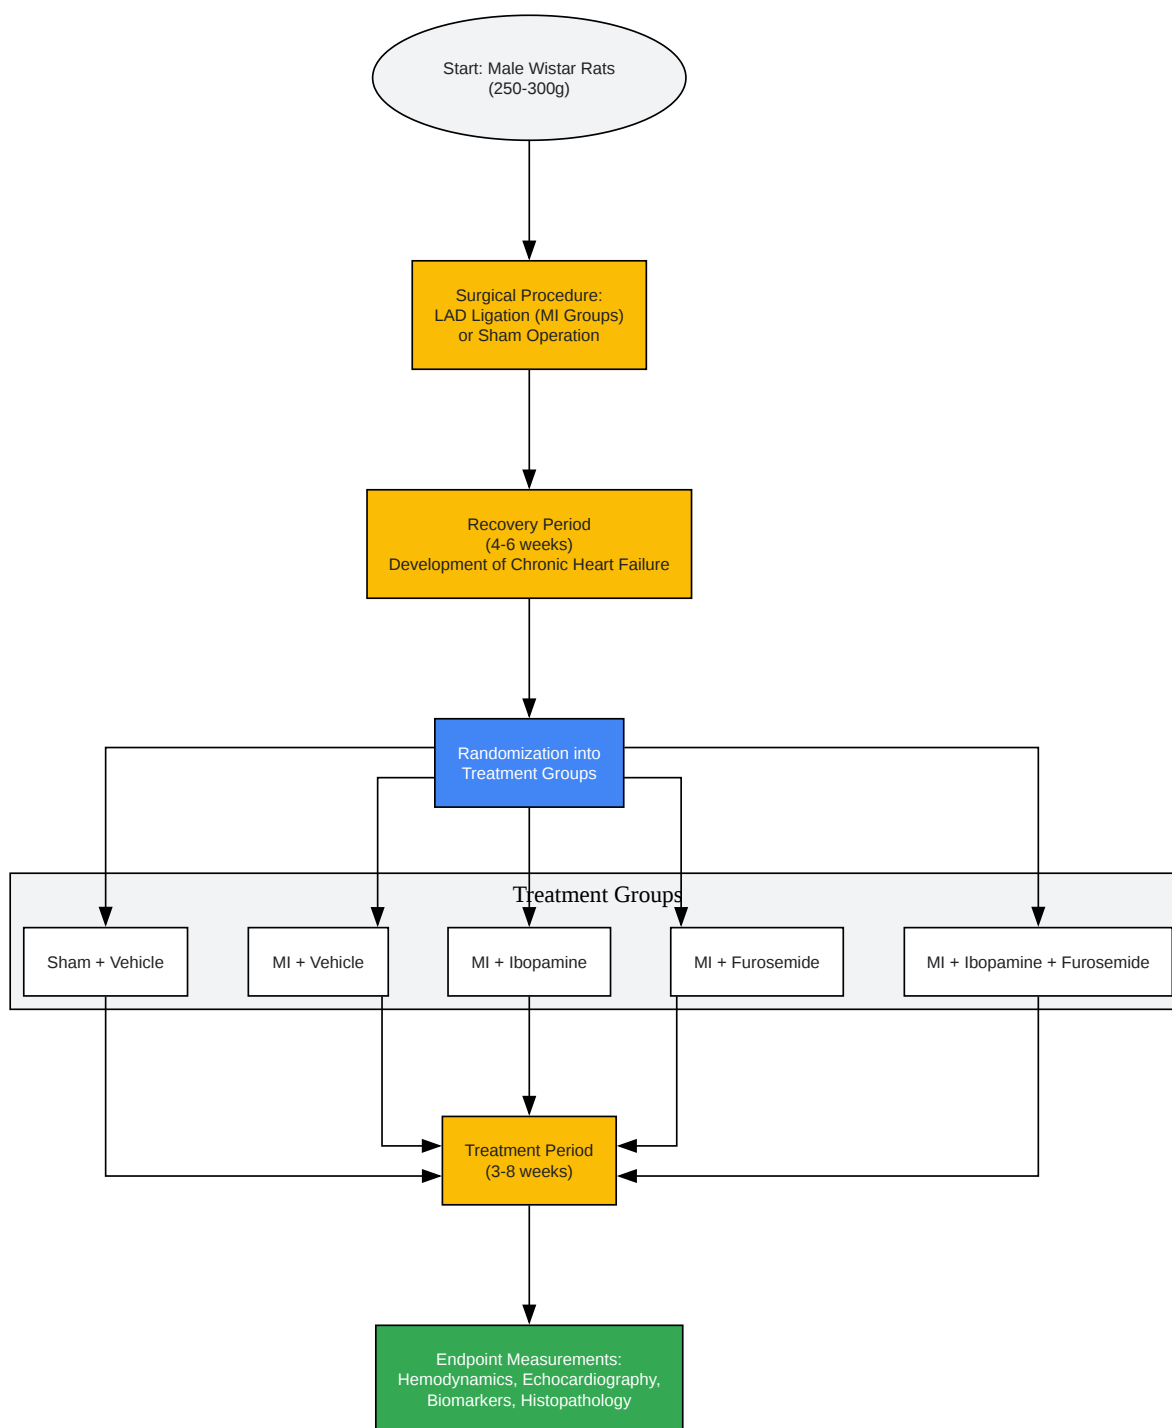 Start: Male Wistar Rats
(250-300g)
Surgical Procedure:
LAD Ligation (MI Groups)
or Sham Operation
Recovery Period
(4-6 weeks)
Development of Chronic Heart Failure
Randomization into
Treatment Groups
Treatment Groups
Sham + Vehicle
MI + Vehicle
MI + Ibopamine
MI + Furosemide
MI + Ibopamine + Furosemide
Treatment Period
(3-8 weeks)
Endpoint Measurements:
Hemodynamics, Echocardiography,
Biomarkers, Histopathology